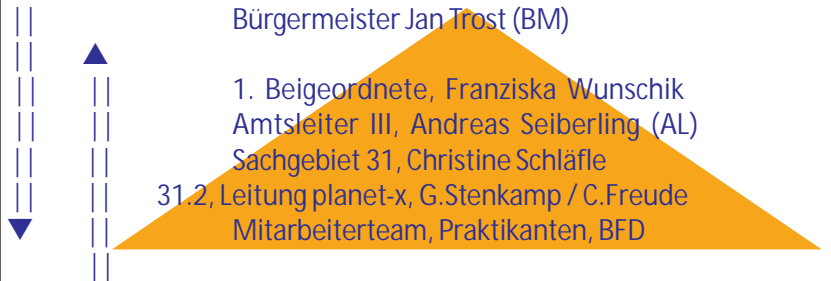 Bürgermeister Jan Trost (BM)
1. Beigeordnete, Franziska Wunschik
Amtsleiter III, Andreas Seiberling (AL)
Sachgebiet 31, Christine Schläfle
31.2, Leitung planet-x, G.Stenkamp / C.Freude
Mitarbeiterteam, Praktikanten, BFD